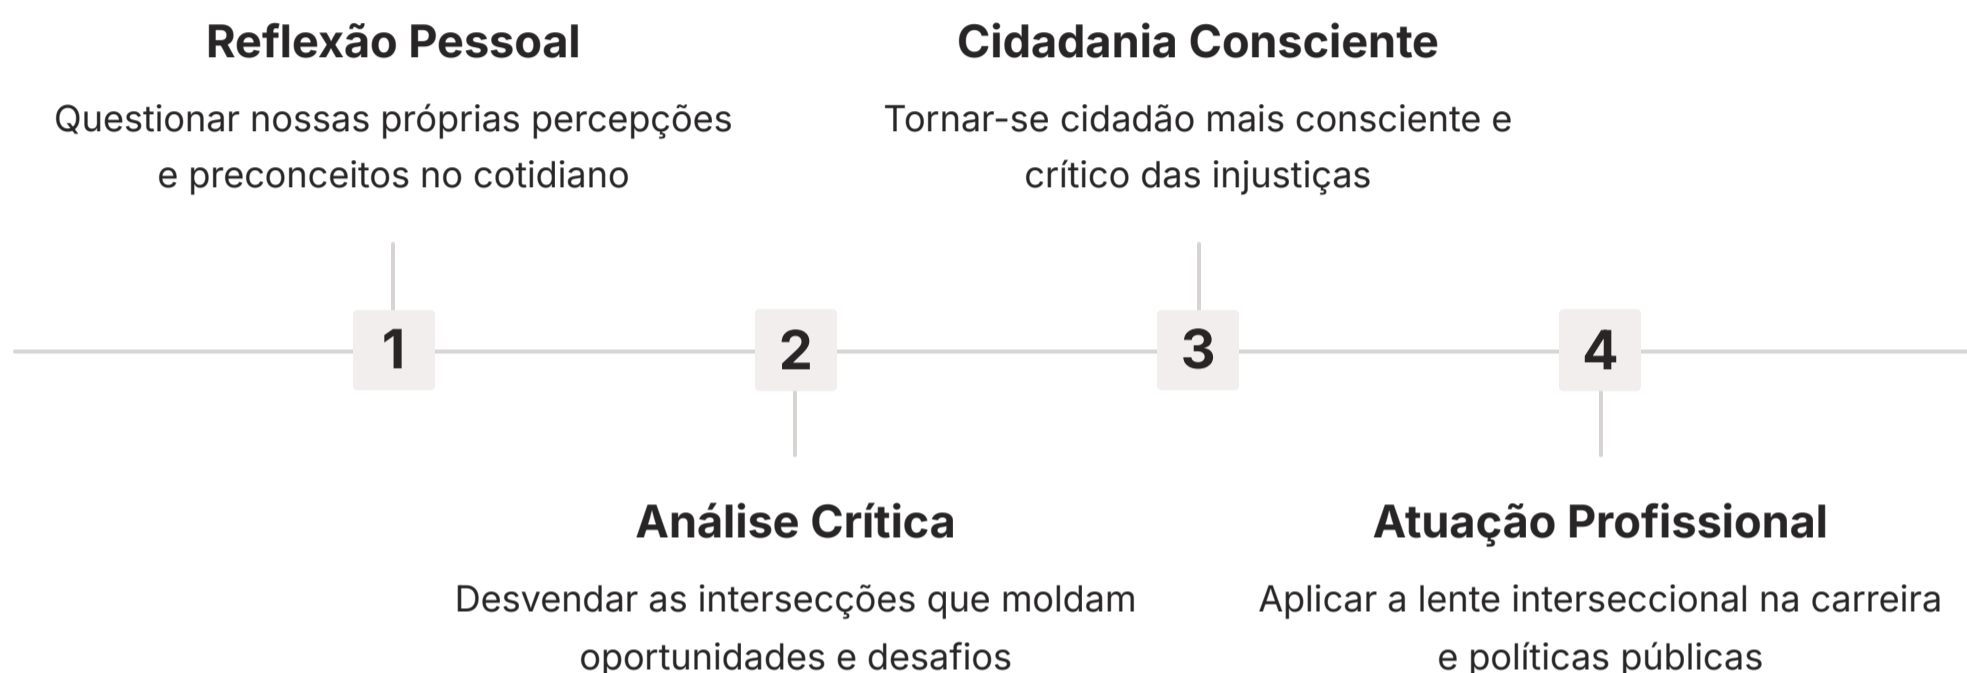 Reflexão Pessoal
Questionar nossas próprias percepções
e preconceitos no cotidiano
1
2
Análise Crítica
Desvendar as intersecções que moldam
oportunidades e desafios
Cidadania Consciente
Tornar-se cidadão mais consciente e
crítico das injustiças
3
4
Atuação Profissional
Aplicar a lente interseccional na carreira
e políticas públicas